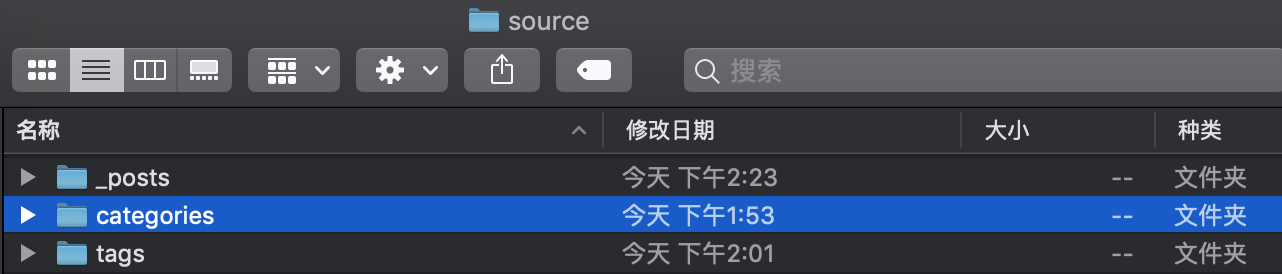 source
搜索
名称 修改日期 大小 种类
_posts 今天 下午2:23 -- 文件夹
categories 今天 下午1:53 -- 文件夹
tags 今天 下午2:01 -- 文件夹